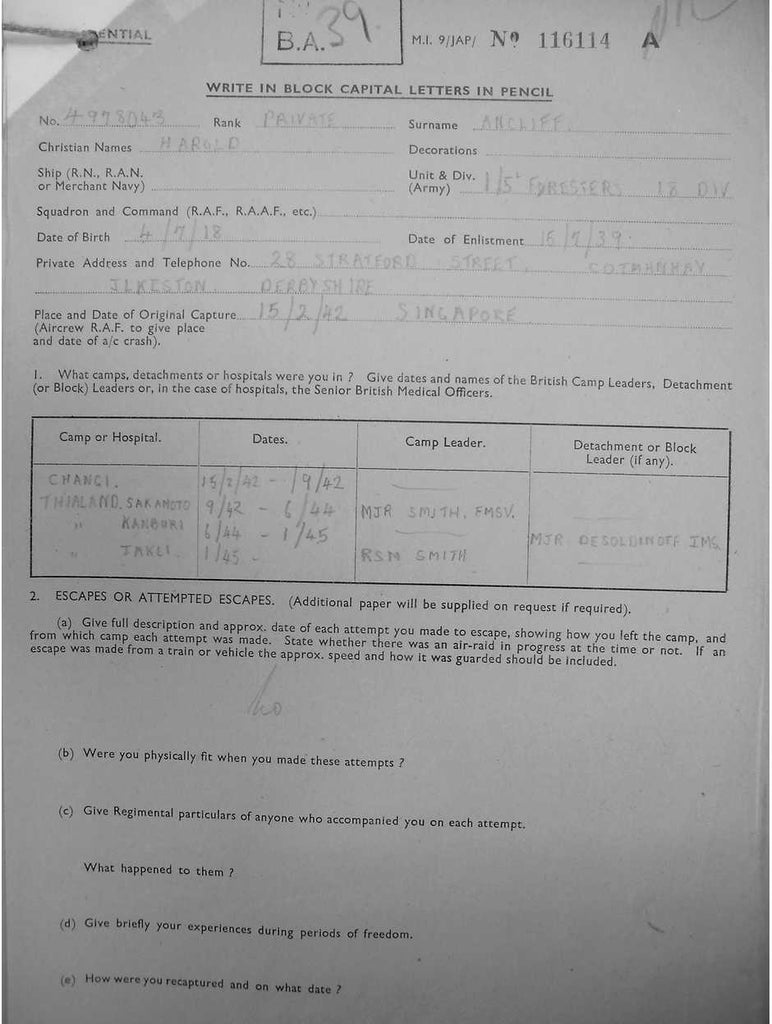 ENTIAL
B.A. 39
M.I. 9/JAP/ Nº 116114 A
WRITE IN BLOCK CAPITAL LETTERS IN PENCIL
No. 4978043 Rank PRIVATE Surname ANCLIFF.
Christian Names HAROLD Decorations
Ship (R.N., R.A.N. or Merchant Navy)
Unit & Div. (Army) 1/5 FORESTERS 18 DIV
Squadron and Command (R.A.F., R.A.A.F., etc.)
Date of Birth 4/7/18 Date of Enlistment 15/7/39.
Private Address and Telephone No. 28 STRATFORD STREET, COTMANHAY
ILKESTON DERBYSHIRE
Place and Date of Original Capture 15/2/42 SINGAPORE
(Aircrew R.A.F. to give place
and date of a/c crash).
1. What camps, detachments or hospitals were you in ? Give dates and names of the British Camp Leaders, Detachment
(or Block) Leaders or, in the case of hospitals, the Senior British Medical Officers.
Camp or Hospital. Dates. Camp Leader. Detachment or Block
Leader (if any).
CHANGI. 15/2/42 - /9/42
THIALAND. SAKAMOTO 9/42 - 6/44 MJR SMITH, FMSV.
" KANBURI 6/44 - 1/45 MJR IMS
" TAKLI. 1/45 - RSM SMITH
2. ESCAPES OR ATTEMPTED ESCAPES. (Additional paper will be supplied on request if required).
(a) Give full description and approx. date of each attempt you made to escape, showing how you left the camp, and
from which camp each attempt was made. State whether there was an air-raid in progress at the time or not. If an
escape was made from a train or vehicle the approx. speed and how it was guarded should be included.
No
(b) Were you physically fit when you made these attempts ?
(c) Give Regimental particulars of anyone who accompanied you on each attempt.
What happened to them ?
(d) Give briefly your experiences during periods of freedom.
(e) How were you recaptured and on what date ?